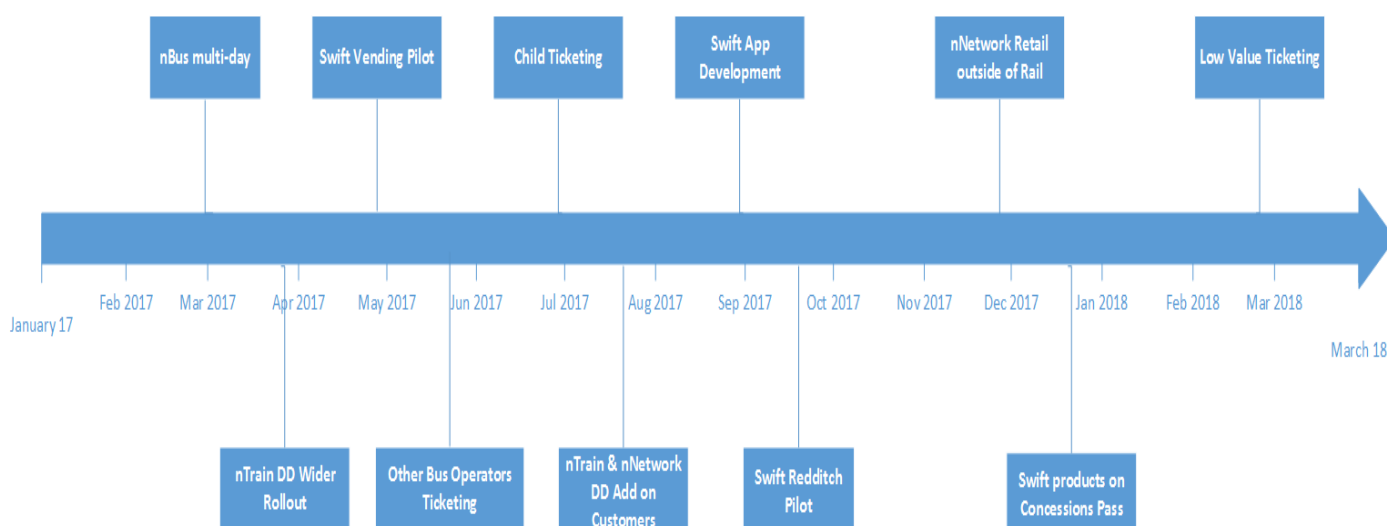 nBus multi-day
Swift Vending Pilot
Child Ticketing
Swift App
Development
nNetwork Retail
outside of Rail
Low Value Ticketing
Feb 2017
Mar 2017
Apr 2017
May 2017
Jun 2017
Jul 2017
Aug 2017
Sep 2017
Oct 2017
Nov 2017
Dec 2017
Jan 2018
Feb 2018
Mar 2018
January 17
March 18
nTrain DD Wider
Rollout
Other Bus Operators
Ticketing
nTrain & nNetwork
DD Add on
Customers
Swift Redditch
Pilot
Swift products on
Concessions Pass